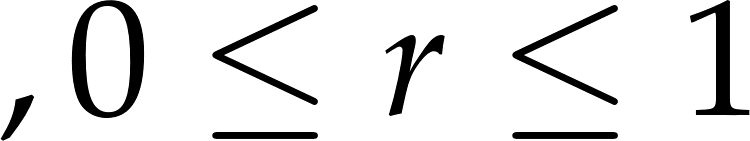 , 0 ≤ r ≤ 1